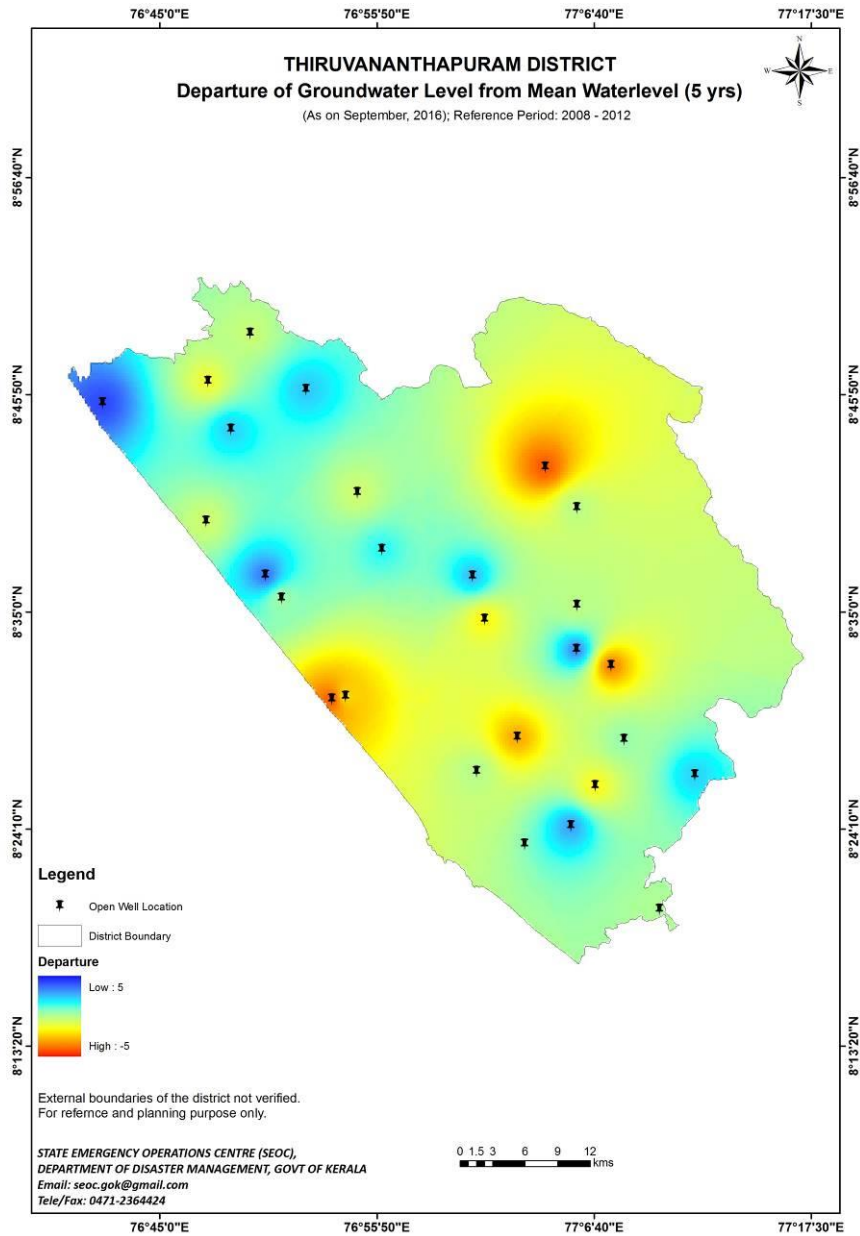 76°45'0"E 76°55'50"E 77°6'40"E 77°17'30"E
THIRUVANANTHAPURAM DISTRICT
Departure of Groundwater Level from Mean Waterlevel (5 yrs)
(As on September, 2016); Reference Period: 2008 - 2012
N
W E
S
8°56'40"N 8°56'40"N
8°45'50"N 8°45'50"N
8°35'0"N 8°35'0"N
8°24'10"N 8°24'10"N
Legend
Open Well Location
District Boundary
Departure
Low : 5
High : -5
8°13'20"N 8°13'20"N
External boundaries of the district not verified.
For refernce and planning purpose only.
STATE EMERGENCY OPERATIONS CENTRE (SEOC),
DEPARTMENT OF DISASTER MANAGEMENT, GOVT OF KERALA
Email: seoc.gok@gmail.com
Tele/Fax: 0471-2364424
0 1.5 3 6 9 12
kms
76°45'0"E 76°55'50"E 77°6'40"E 77°17'30"E